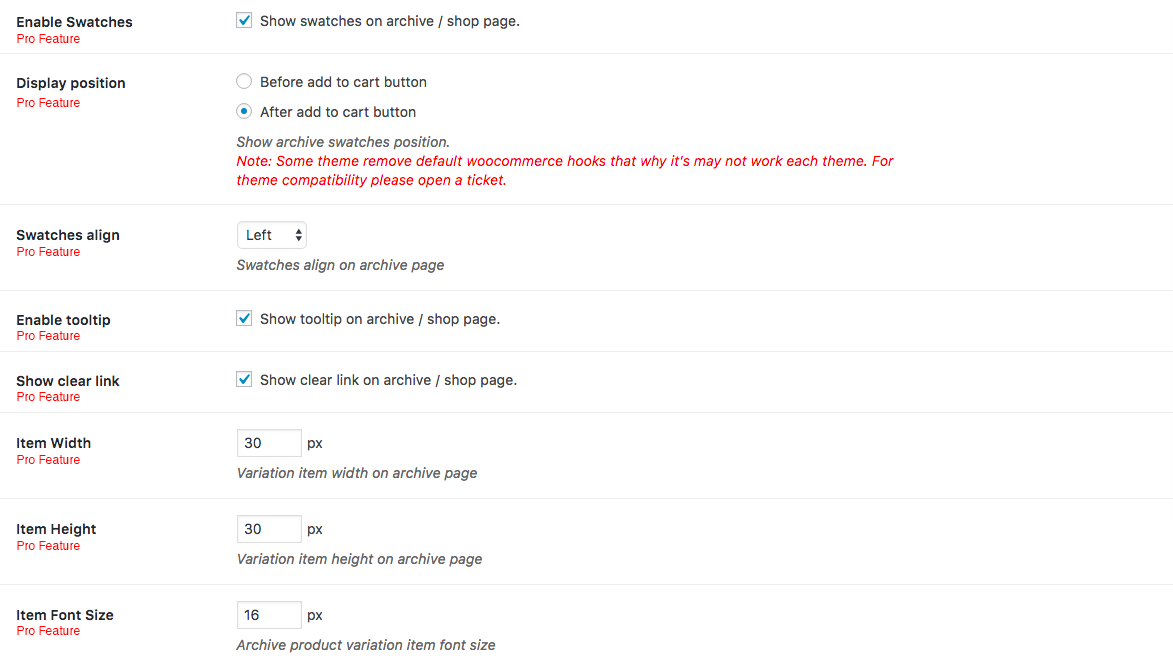 Enable Swatches
Show swatches on archive / shop page.
Pro Feature
Display position
Before add to cart button
Pro Feature
After add to cart button
Show archive swatches position.
Note: Some theme remove default woocommerce hooks that why it's may not work each theme. For
theme compatibility please open a ticket.
Swatches align
Left
Pro Feature
Swatches align on archive page
Enable tooltip
Show tooltip on archive / shop page.
Pro Feature
Show clear link
Show clear link on archive / shop page.
Pro Feature
Item Width
30 px
Pro Feature
Variation item width on archive page
Item Height
30 px
Pro Feature
Variation item height on archive page
Item Font Size
16 px
Pro Feature
Archive product variation item font size